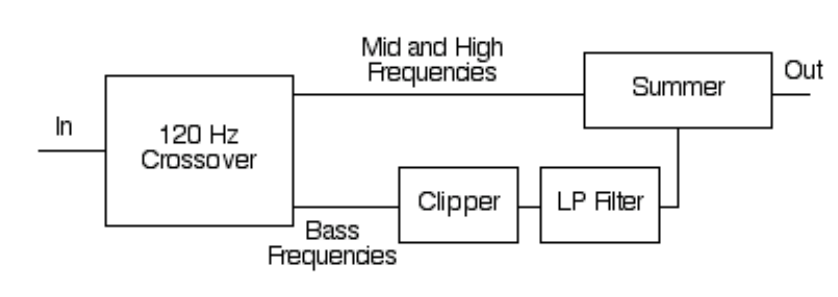 Mid and High
Frequencies
Summer
Out
In
120 Hz
Crossover
Clipper
LP Filter
Bass
Frequencies